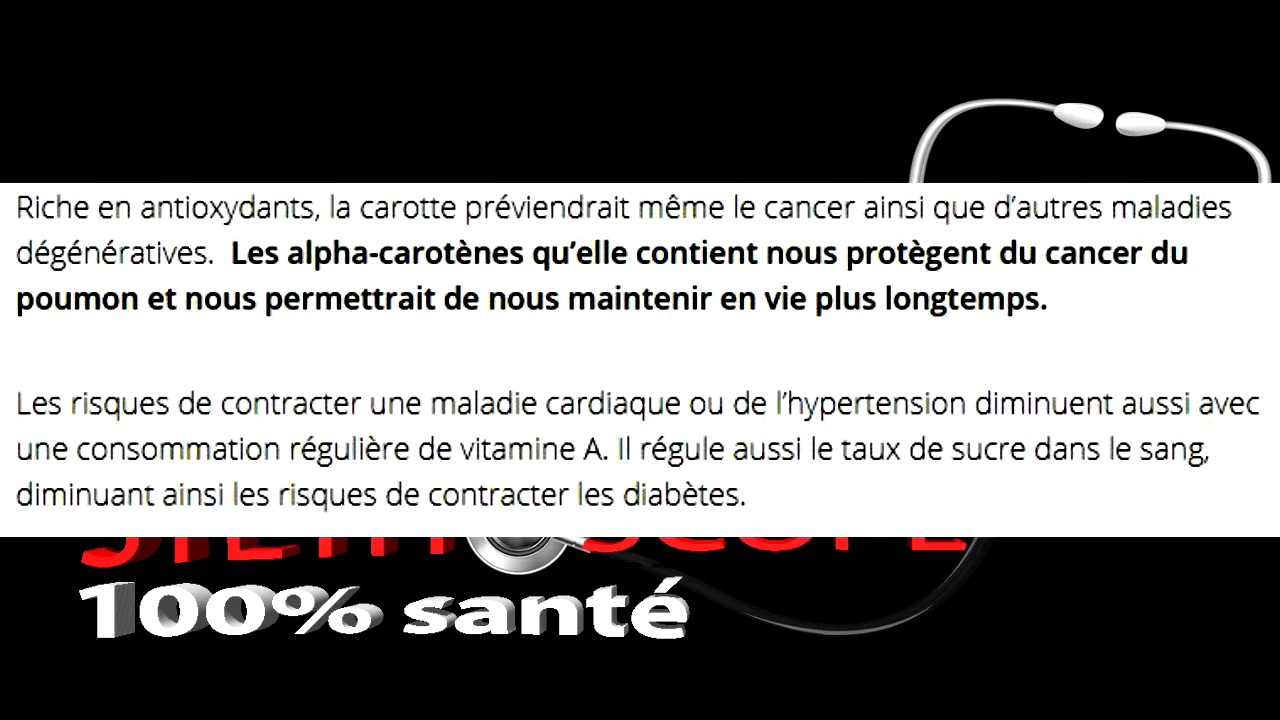 Riche en antioxydants, la carotte préviendrait même le cancer ainsi que d'autres maladies
dégénératives. Les alpha-carotènes qu'elle contient nous protègent du cancer du
poumon et nous permettrait de nous maintenir en vie plus longtemps.
Les risques de contracter une maladie cardiaque ou de l'hypertension diminuent aussi avec
une consommation régulière de vitamine A. Il régule aussi le taux de sucre dans le sang,
diminuant ainsi les risques de contracter les diabètes.
100% santé